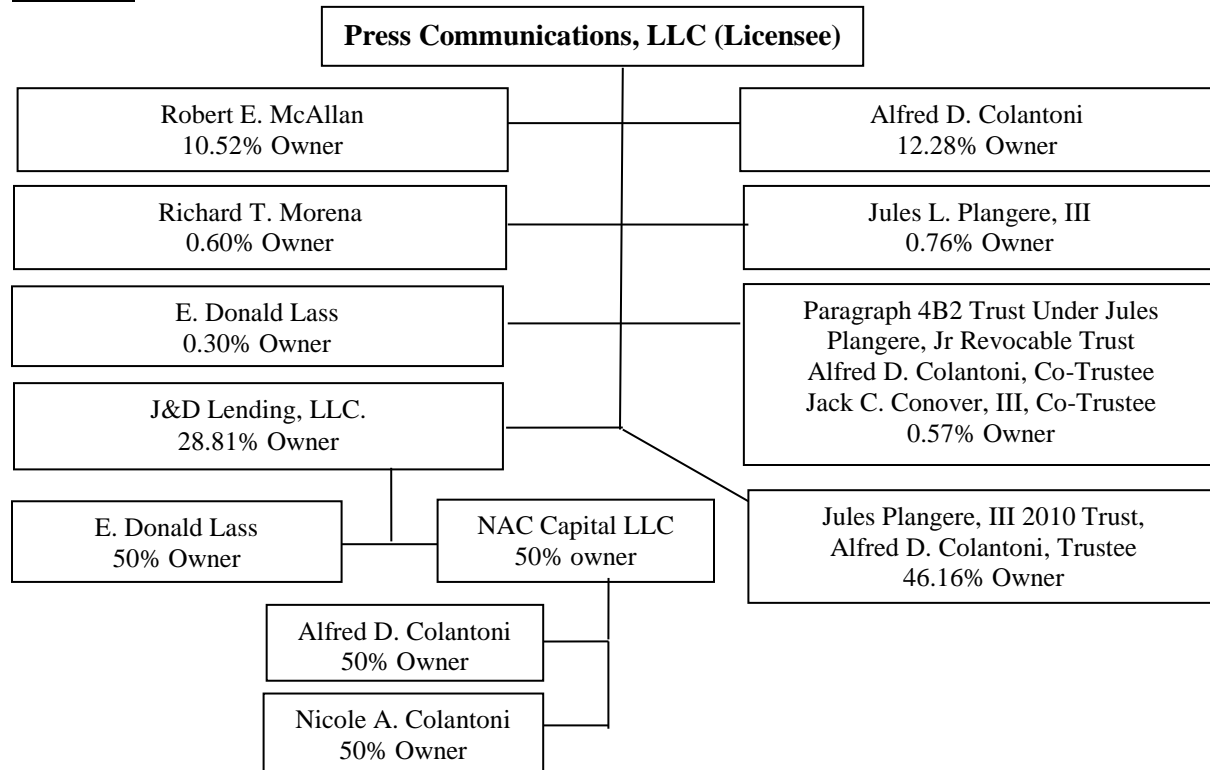 Press Communications, LLC (Licensee)
Robert E. McAllan
10.52% Owner
Alfred D. Colantoni
12.28% Owner
Richard T. Morena
0.60% Owner
Jules L. Plangere, III
0.76% Owner
E. Donald Lass
0.30% Owner
Paragraph 4B2 Trust Under Jules
Plangere, Jr Revocable Trust
Alfred D. Colantoni, Co-Trustee
Jack C. Conover, III, Co-Trustee
0.57% Owner
J&D Lending, LLC.
28.81% Owner
E. Donald Lass
50% Owner
NAC Capital LLC
50% owner
Jules Plangere, III 2010 Trust,
Alfred D. Colantoni, Trustee
46.16% Owner
Alfred D. Colantoni
50% Owner
Nicole A. Colantoni
50% Owner